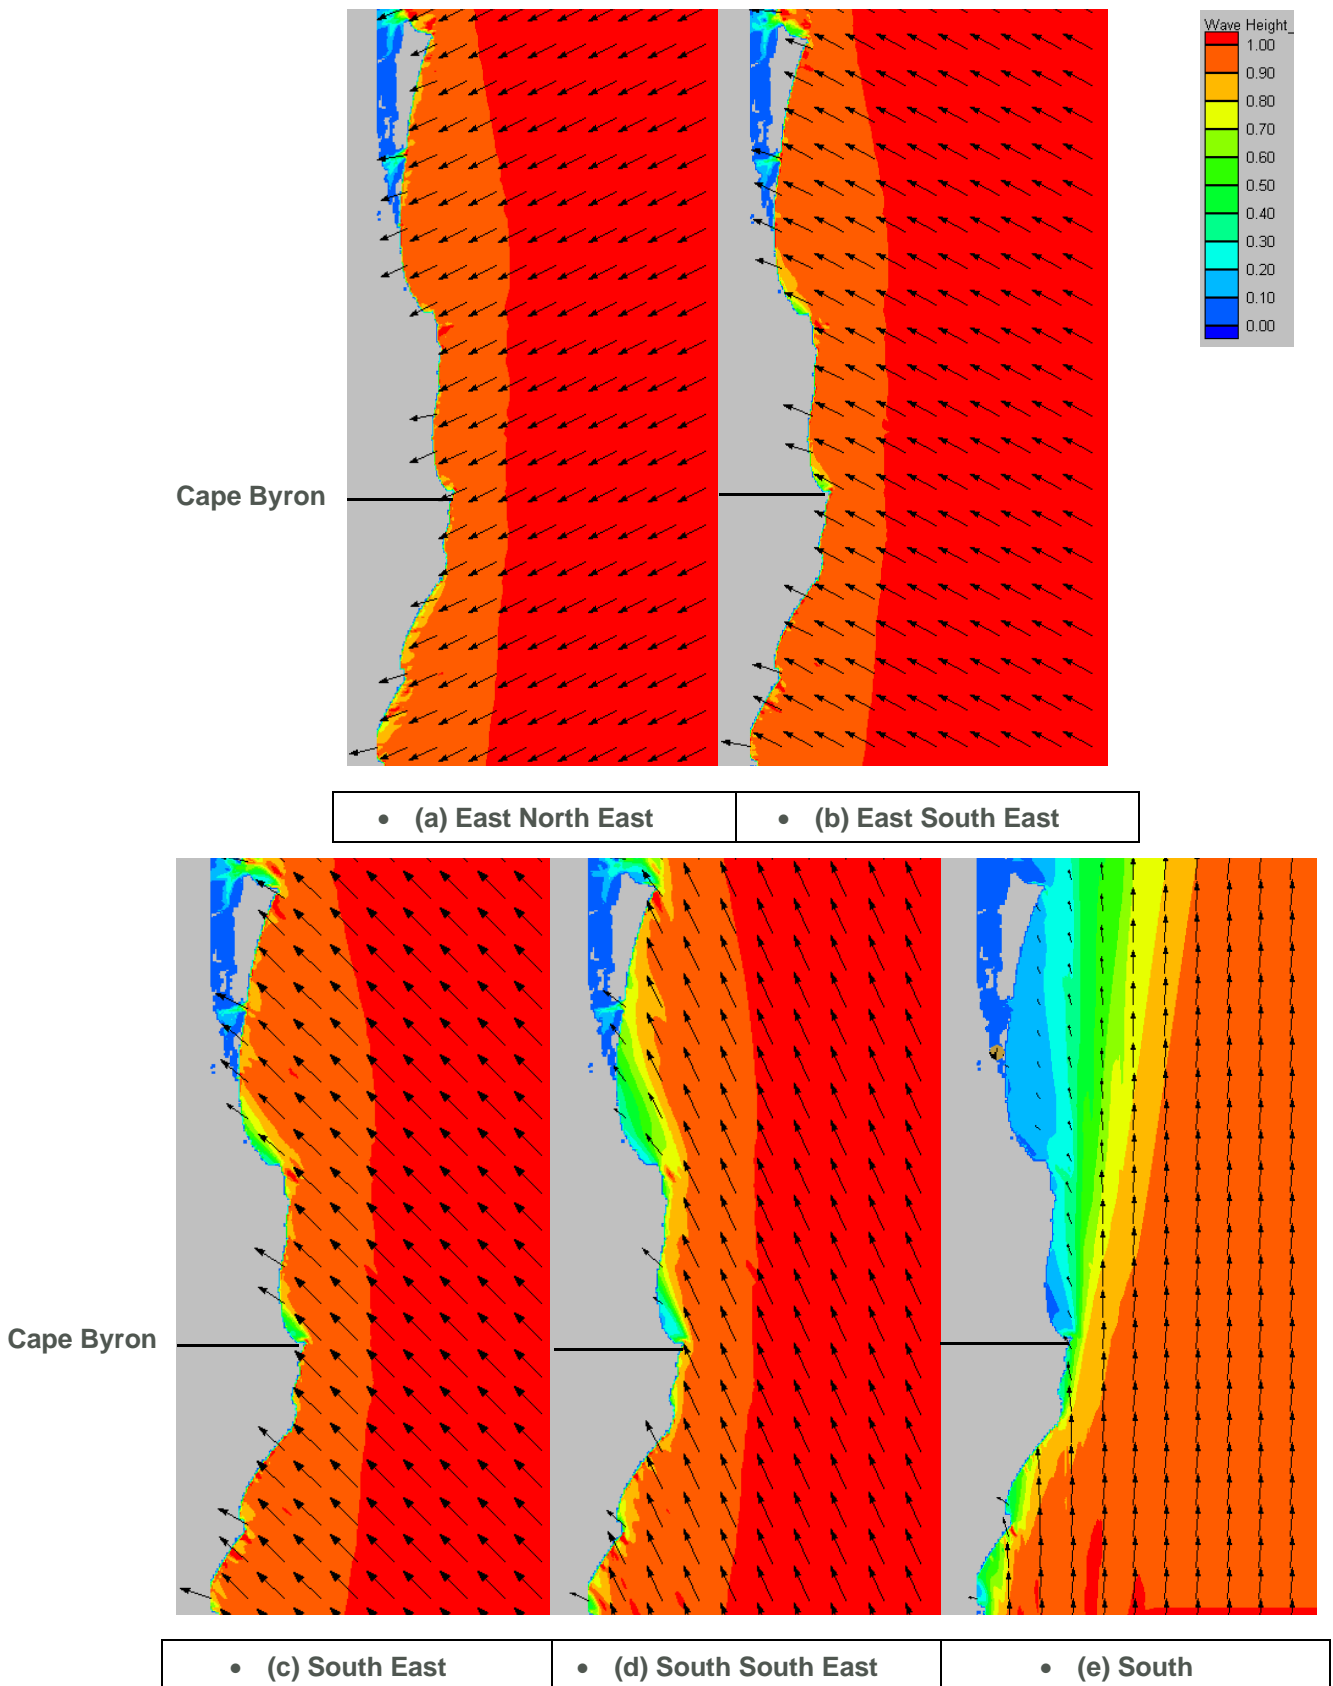 Wave Height_
1.00
0.90
0.80
0.70
0.60
0.50
0.40
0.30
0.20
0.10
0.00
Cape Byron
• (a) East North East
• (b) East South East
Cape Byron
• (c) South East
• (d) South South East
• (e) South